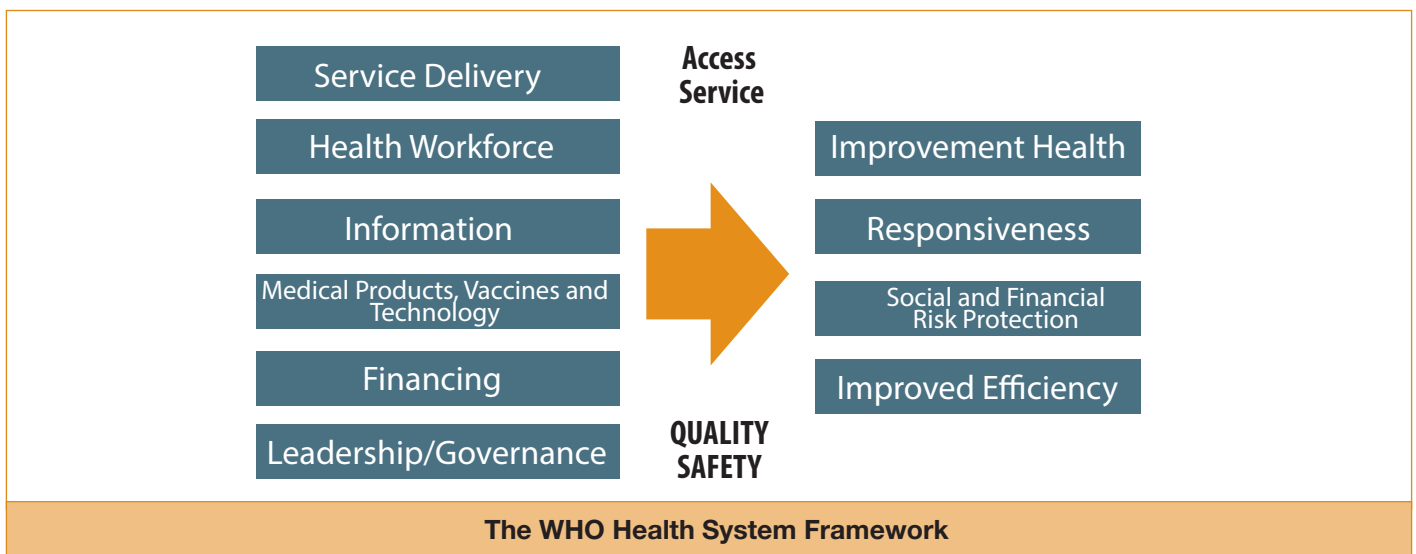 Service Delivery
Health Workforce
Information
Medical Products, Vaccines and
Technology
Financing
Leadership/Governance
Access
Service
QUALITY
SAFETY
Improvement Health
Responsiveness
Social and Financial
Risk Protection
Improved Efficiency
The WHO Health System Framework